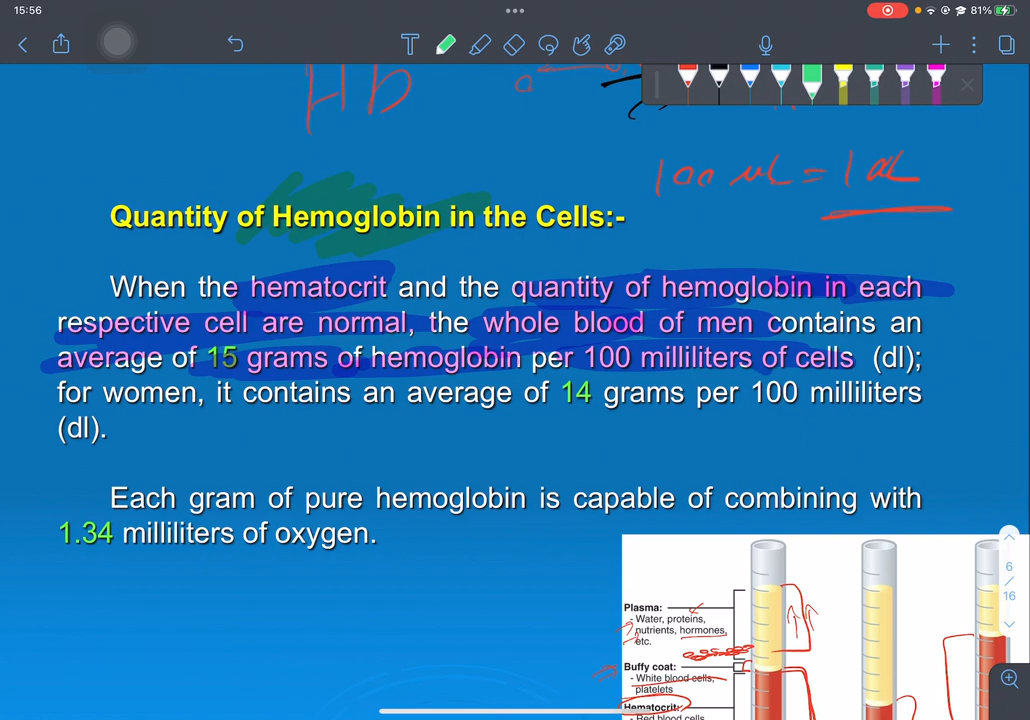 15:56
81%
T
Hb
100 ml = 1 dl
Quantity of Hemoglobin in the Cells:-
When the hematocrit and the quantity of hemoglobin in each
respective cell are normal, the whole blood of men contains an
average of 15 grams of hemoglobin per 100 milliliters of cells (dl);
for women, it contains an average of 14 grams per 100 milliliters
(dl).
Each gram of pure hemoglobin is capable of combining with
1.34 milliliters of oxygen.
6
/
16
Plasma:
- Water, proteins,
nutrients, hormones,
etc.
Buffy coat:
- White blood cells,
platelets
Hematocrit:
- Red blood cells